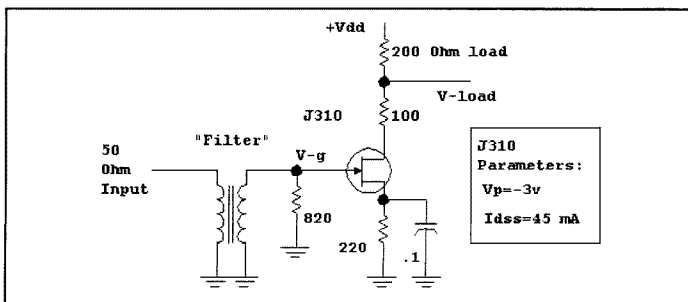 +Vdd
200 Ohm load
V-load
J310
100
"Filter"
V-g
50
Ohm
Input
820
220
.1
J310
Parameters:
Vp=-3v
Idss=45 mA